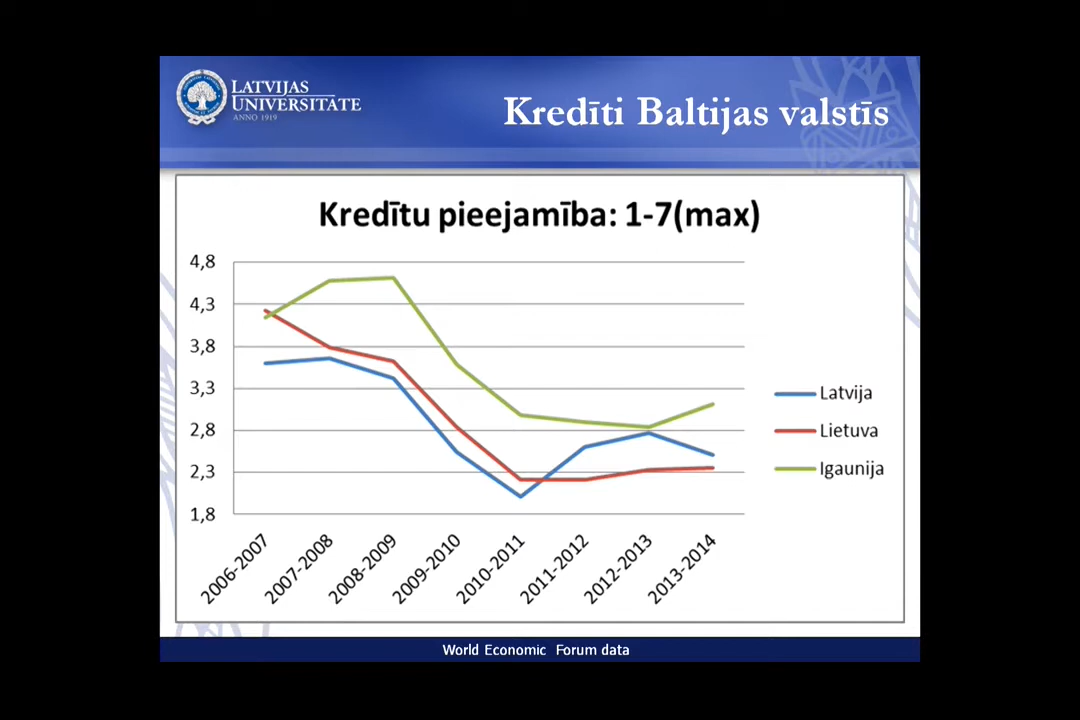 LATVIJAS
UNIVERSITĀTE
ANNO 1919
Kredīti Baltijas valstīs
Kredītu pieejamība: 1-7(max)
4,8
4,3
3,8
3,3
2,8
2,3
1,8
2006-2007
2007-2008
2008-2009
2009-2010
2010-2011
2011-2012
2012-2013
2013-2014
Latvija
Lietuva
Igaunija
World Economic Forum data